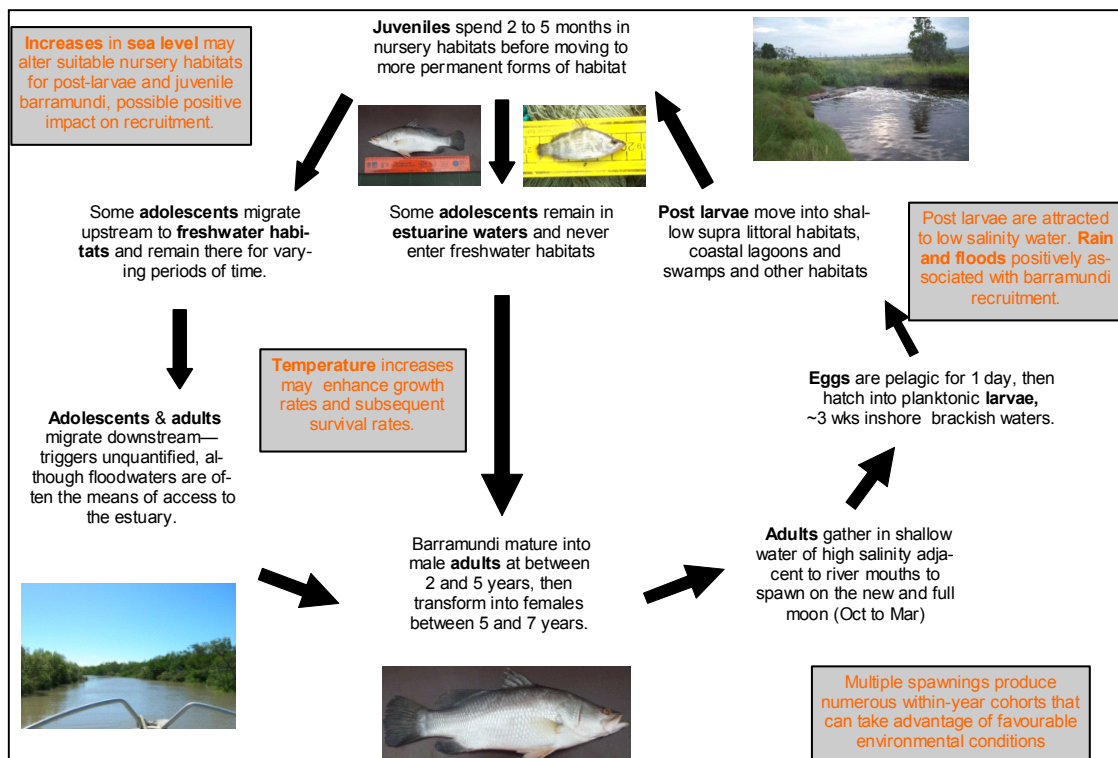 Increases in sea level may
alter suitable nursery habitats
for post-larvae and juvenile
barramundi, possible positive
impact on recruitment.
Juveniles spend 2 to 5 months in
nursery habitats before moving to
more permanent forms of habitat
Some adolescents migrate
upstream to freshwater habi-
tats and remain there for vary-
ing periods of time.
Some adolescents remain in
estuarine waters and never
enter freshwater habitats
Post larvae move into shal-
low supra littoral habitats,
coastal lagoons and
swamps and other habitats
Post larvae are attracted
to low salinity water. Rain
and floods positively as-
sociated with barramundi
recruitment.
Temperature increases
may enhance growth
rates and subsequent
survival rates.
Eggs are pelagic for 1 day, then
hatch into planktonic larvae,
~3 wks inshore brackish waters.
Adolescents & adults
migrate downstream—
triggers unquantified, al-
though floodwaters are of-
ten the means of access to
the estuary.
Barramundi mature into
male adults at between
2 and 5 years, then
transform into females
between 5 and 7 years.
Adults gather in shallow
water of high salinity adja-
cent to river mouths to
spawn on the new and full
moon (Oct to Mar)
Multiple spawnings produce
numerous within-year cohorts that
can take advantage of favourable
environmental conditions